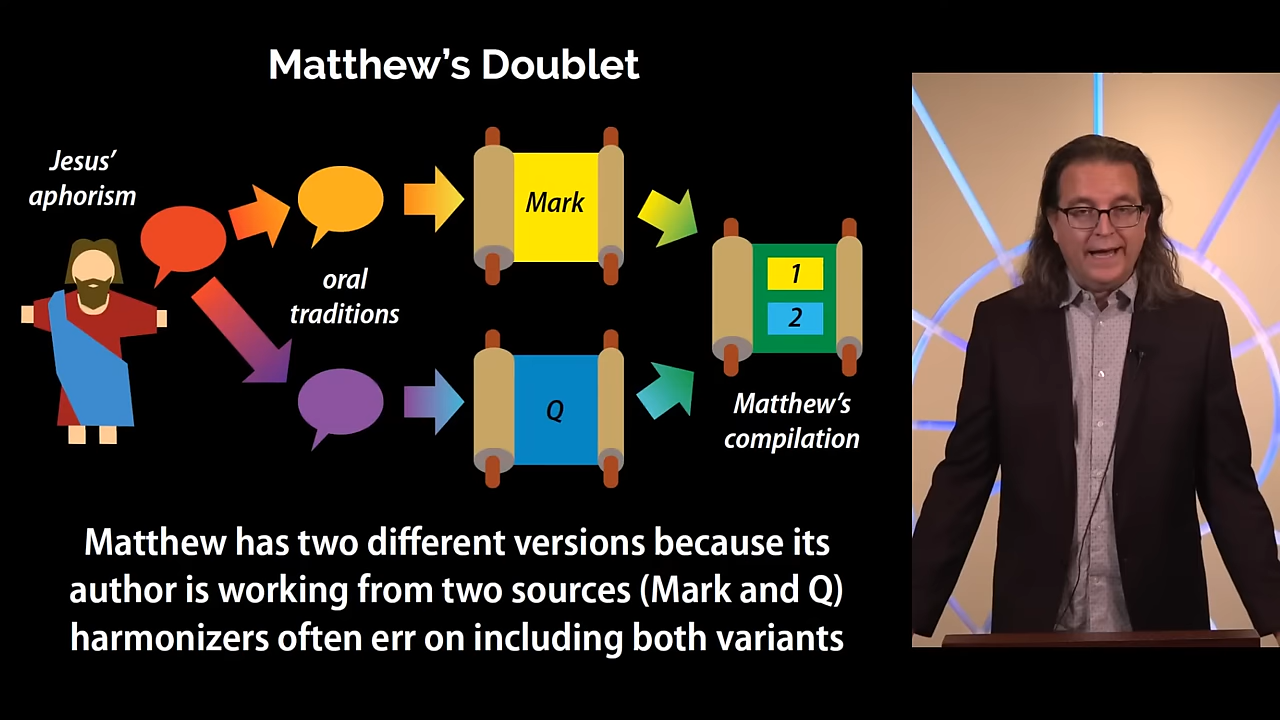 Matthew's Doublet
Jesus'
aphorism
oral
traditions
Mark
Q
1
2
Matthew's
compilation
Matthew has two different versions because its
author is working from two sources (Mark and Q)
harmonizers often err on including both variants